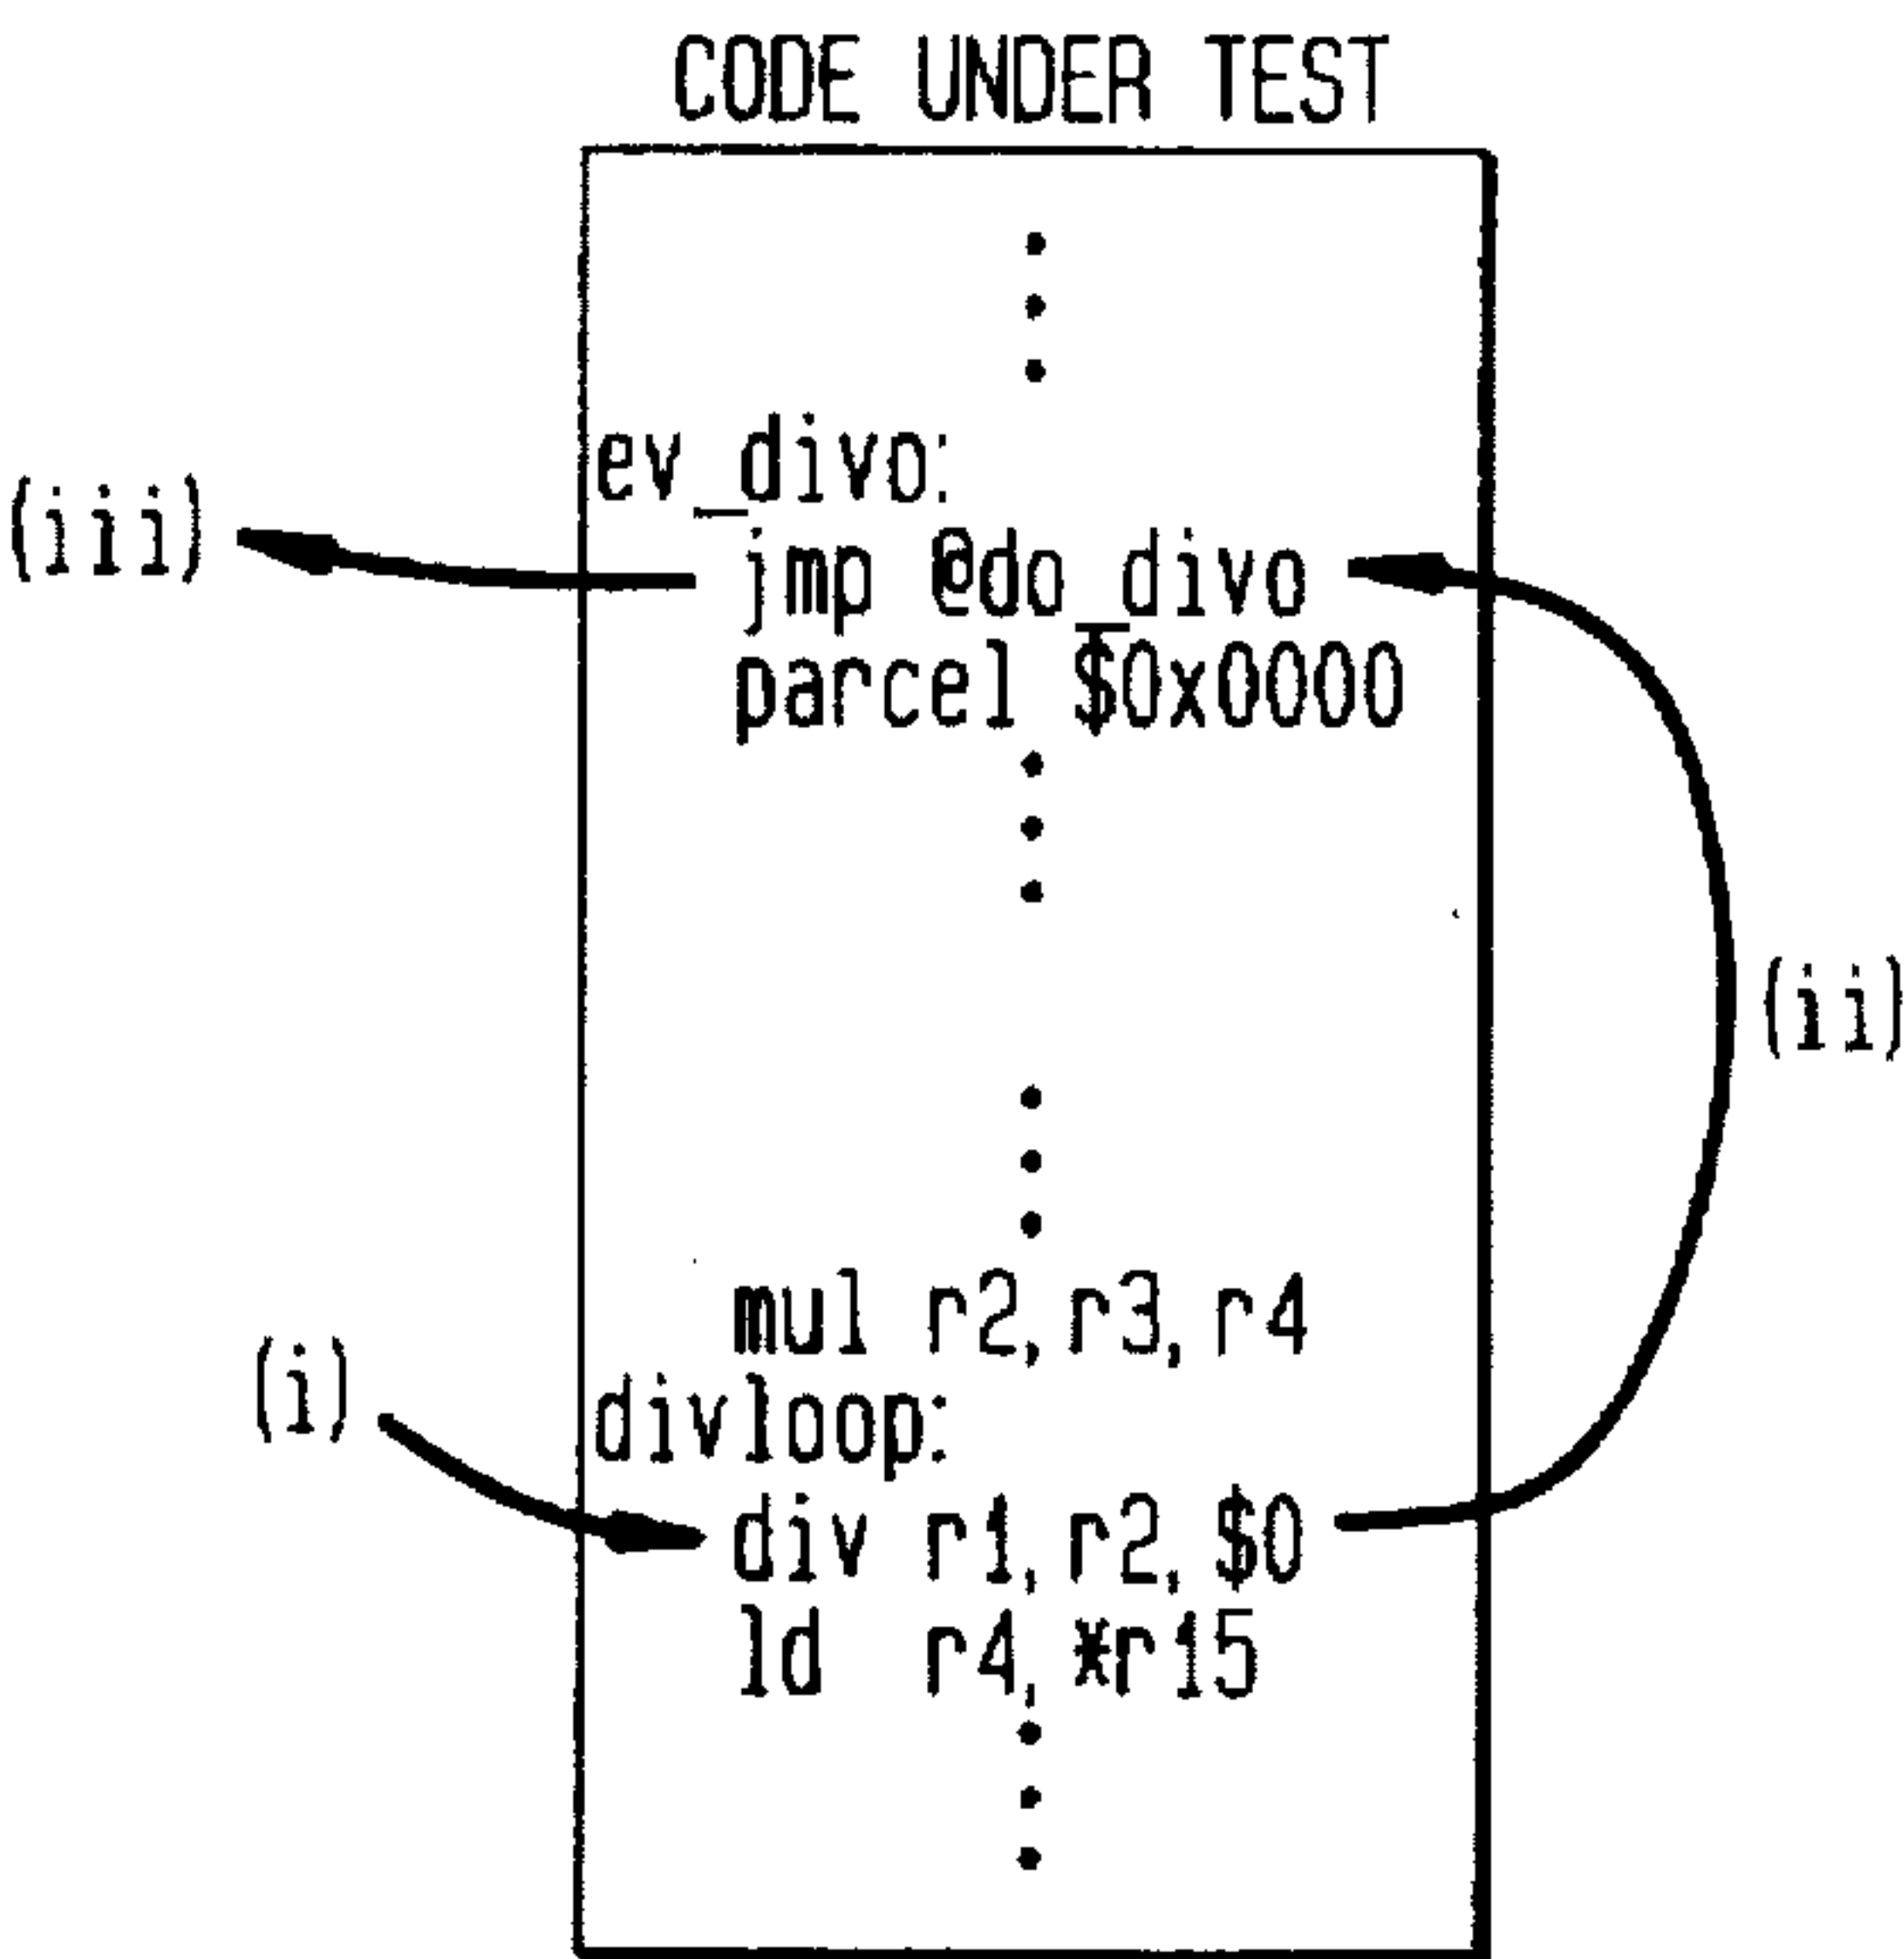 CODE UNDER TEST
ev_divo:
(iii)
jmp @do_divo
parcel $0x0000
(ii)
mul r2,r3,r4
(i)
divloop:
div r1,r2,$0
ld r4,*r15